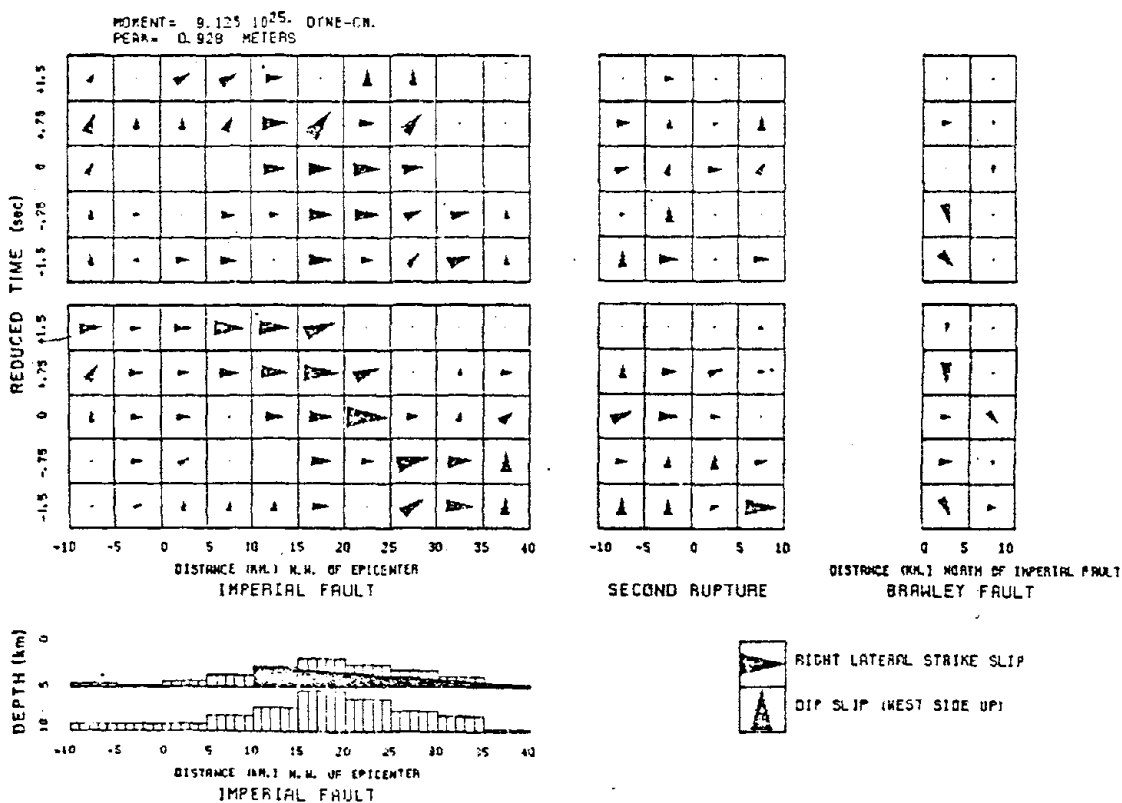 MOMENT= 9.125 1025. DYNE-CM.
PEAK= 0.928 METERS
REDUCED TIME (sec)
+1.5
+.75
0
-.75
-1.5
+1.5
+.75
0
-.75
-1.5
-10 -5 0 5 10 15 20 25 30 35 40
DISTANCE (KM.) N.W. OF EPICENTER
IMPERIAL FAULT
-10 -5 0 5 10
SECOND RUPTURE
0 5 10
DISTANCE (KM.) NORTH OF IMPERIAL FAULT
BRAWLEY FAULT
DEPTH (km)
0
5
10
-10 -5 0 5 10 15 20 25 30 35 40
DISTANCE (KM.) N.W. OF EPICENTER
IMPERIAL FAULT
RIGHT LATERAL STRIKE SLIP
DIP SLIP (WEST SIDE UP)